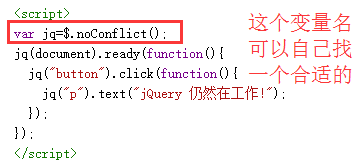 <script>
var jq=$.noConflict();
jq(document).ready(function(){
jq("button").click(function(){
jq("p").text("jQuery 仍然在工作!");
});
});
</script>
这个变量名
可以自己找
一个合适的